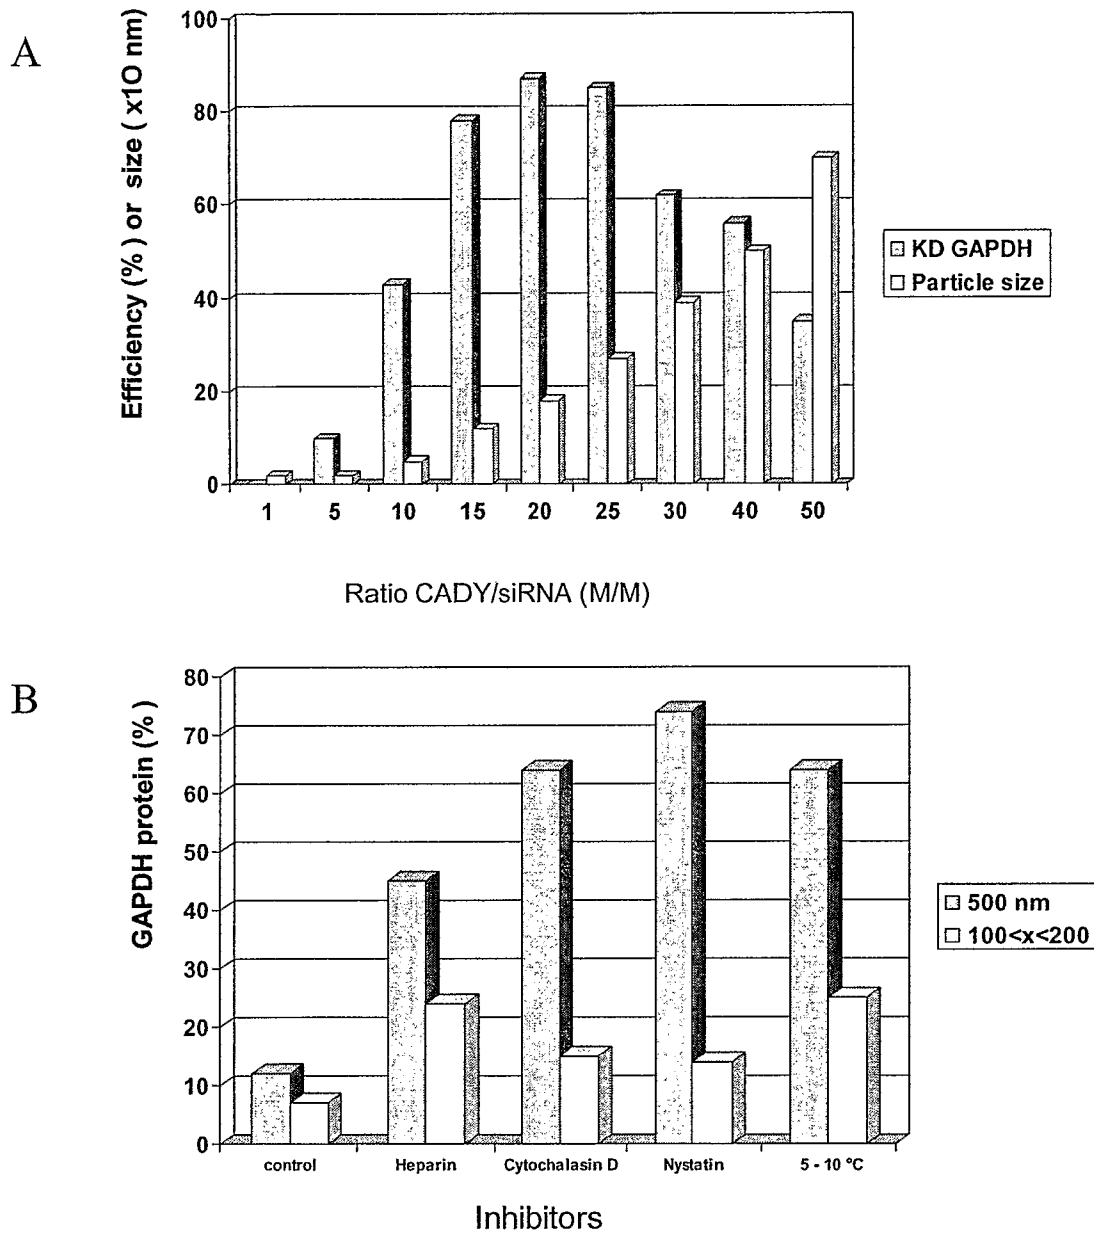 A
Efficiency (%) or size ( x1O nm)
100
80
60
40
20
0
1 5 10 15 20 25 30 40 50
KD GAPDH
Particle size
Ratio CADY/siRNA (M/M)
B
GAPDH protein (%)
80
70
60
50
40
30
20
10
0
control Heparin Cytochalasin D Nystatin 5 - 10 °C
500 nm
100<x<200
Inhibitors